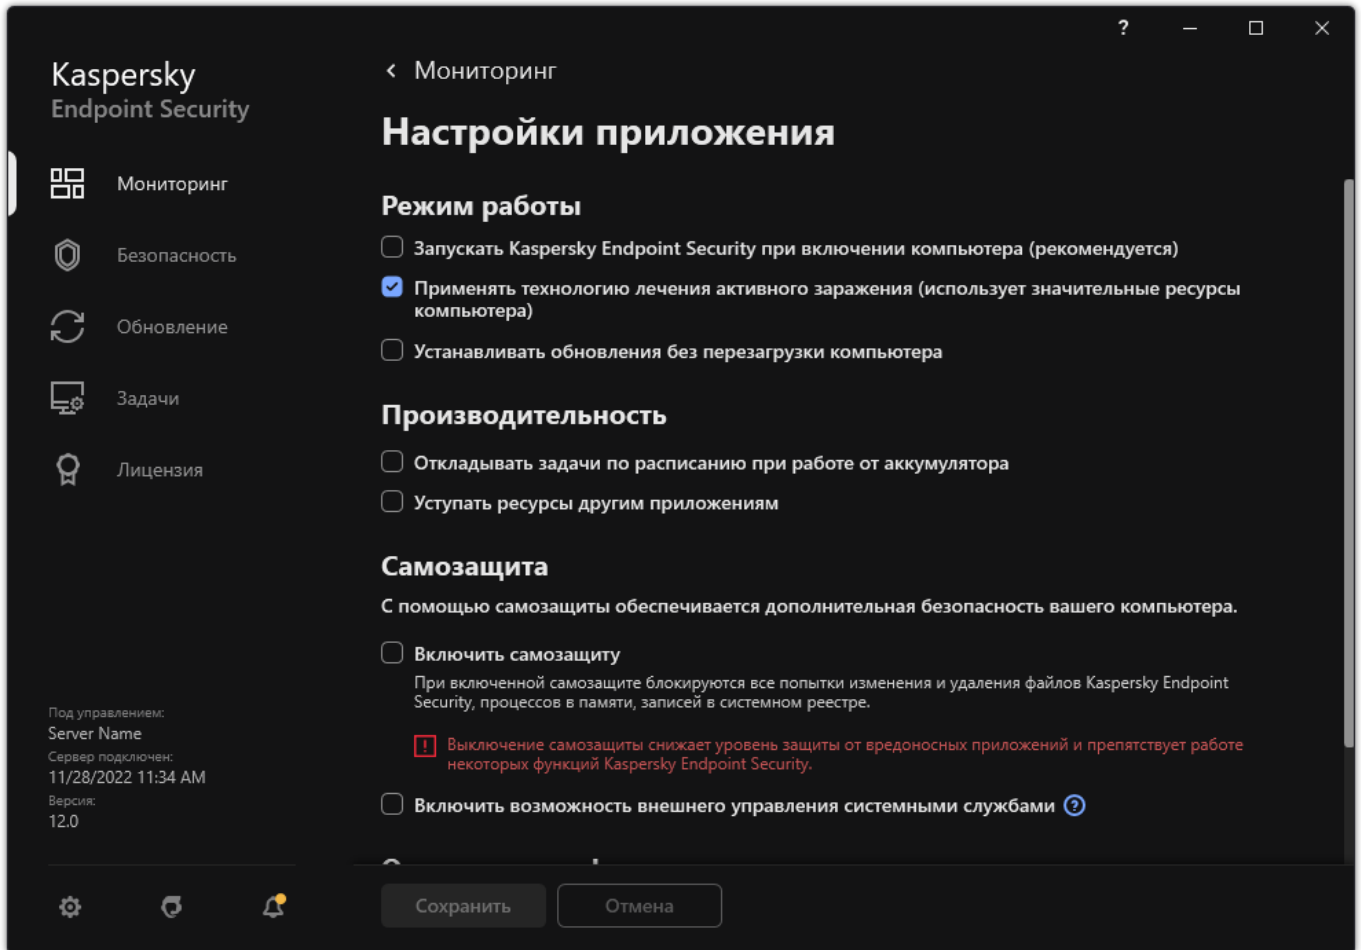 Kaspersky
Endpoint Security
Мониторинг
Безопасность
Обновление
Задачи
Лицензия
Под управлением:
Server Name
Сервер подключен:
11/28/2022 11:34 AM
Версия:
12.0
?
Мониторинг
Настройки приложения
Режим работы
Запускать Kaspersky Endpoint Security при включении компьютера (рекомендуется)
Применять технологию лечения активного заражения (использует значительные ресурсы
компьютера)
Устанавливать обновления без перезагрузки компьютера
Производительность
Откладывать задачи по расписанию при работе от аккумулятора
Уступать ресурсы другим приложениям
Самозащита
С помощью самозащиты обеспечивается дополнительная безопасность вашего компьютера.
Включить самозащиту
При включенной самозащите блокируются все попытки изменения и удаления файлов Kaspersky Endpoint
Security, процессов в памяти, записей в системном реестре.
! Выключение самозащиты снижает уровень защиты от вредоносных приложений и препятствует работе
некоторых функций Kaspersky Endpoint Security.
Включить возможность внешнего управления системными службами ?
Сохранить
Отмена